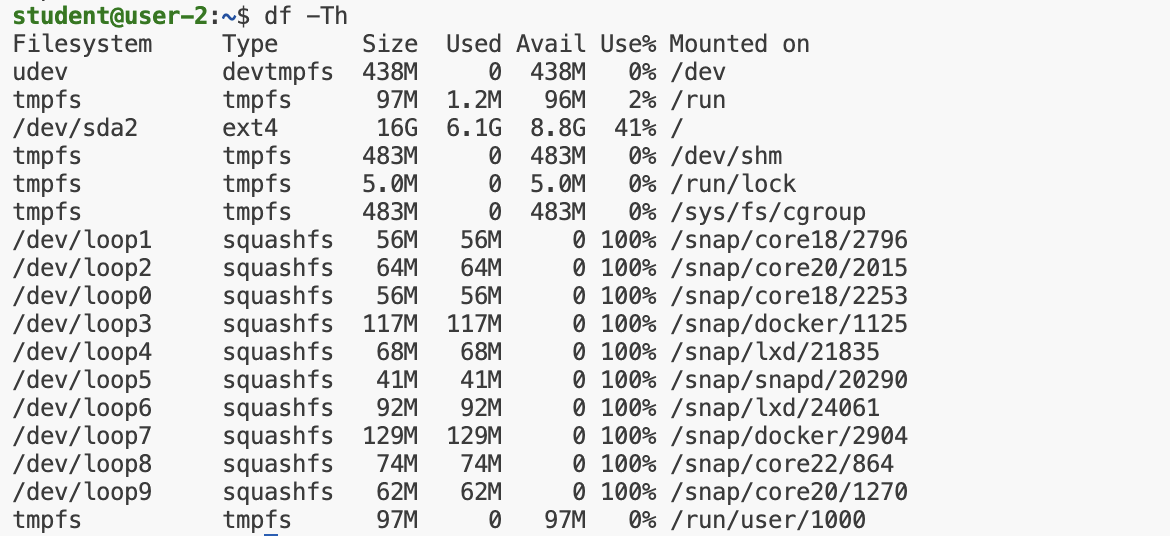 student@user-2:~$ df -Th
Filesystem     Type      Size  Used Avail Use% Mounted on
udev           devtmpfs  438M     0  438M   0% /dev
tmpfs          tmpfs      97M  1.2M   96M   2% /run
/dev/sda2      ext4       16G  6.1G  8.8G  41% /
tmpfs          tmpfs     483M     0  483M   0% /dev/shm
tmpfs          tmpfs     5.0M     0  5.0M   0% /run/lock
tmpfs          tmpfs     483M     0  483M   0% /sys/fs/cgroup
/dev/loop1     squashfs   56M   56M     0 100% /snap/core18/2796
/dev/loop2     squashfs   64M   64M     0 100% /snap/core20/2015
/dev/loop0     squashfs   56M   56M     0 100% /snap/core18/2253
/dev/loop3     squashfs  117M  117M     0 100% /snap/docker/1125
/dev/loop4     squashfs   68M   68M     0 100% /snap/lxd/21835
/dev/loop5     squashfs   41M   41M     0 100% /snap/snapd/20290
/dev/loop6     squashfs   92M   92M     0 100% /snap/lxd/24061
/dev/loop7     squashfs  129M  129M     0 100% /snap/docker/2904
/dev/loop8     squashfs   74M   74M     0 100% /snap/core22/864
/dev/loop9     squashfs   62M   62M     0 100% /snap/core20/1270
tmpfs          tmpfs      97M     0   97M   0% /run/user/1000